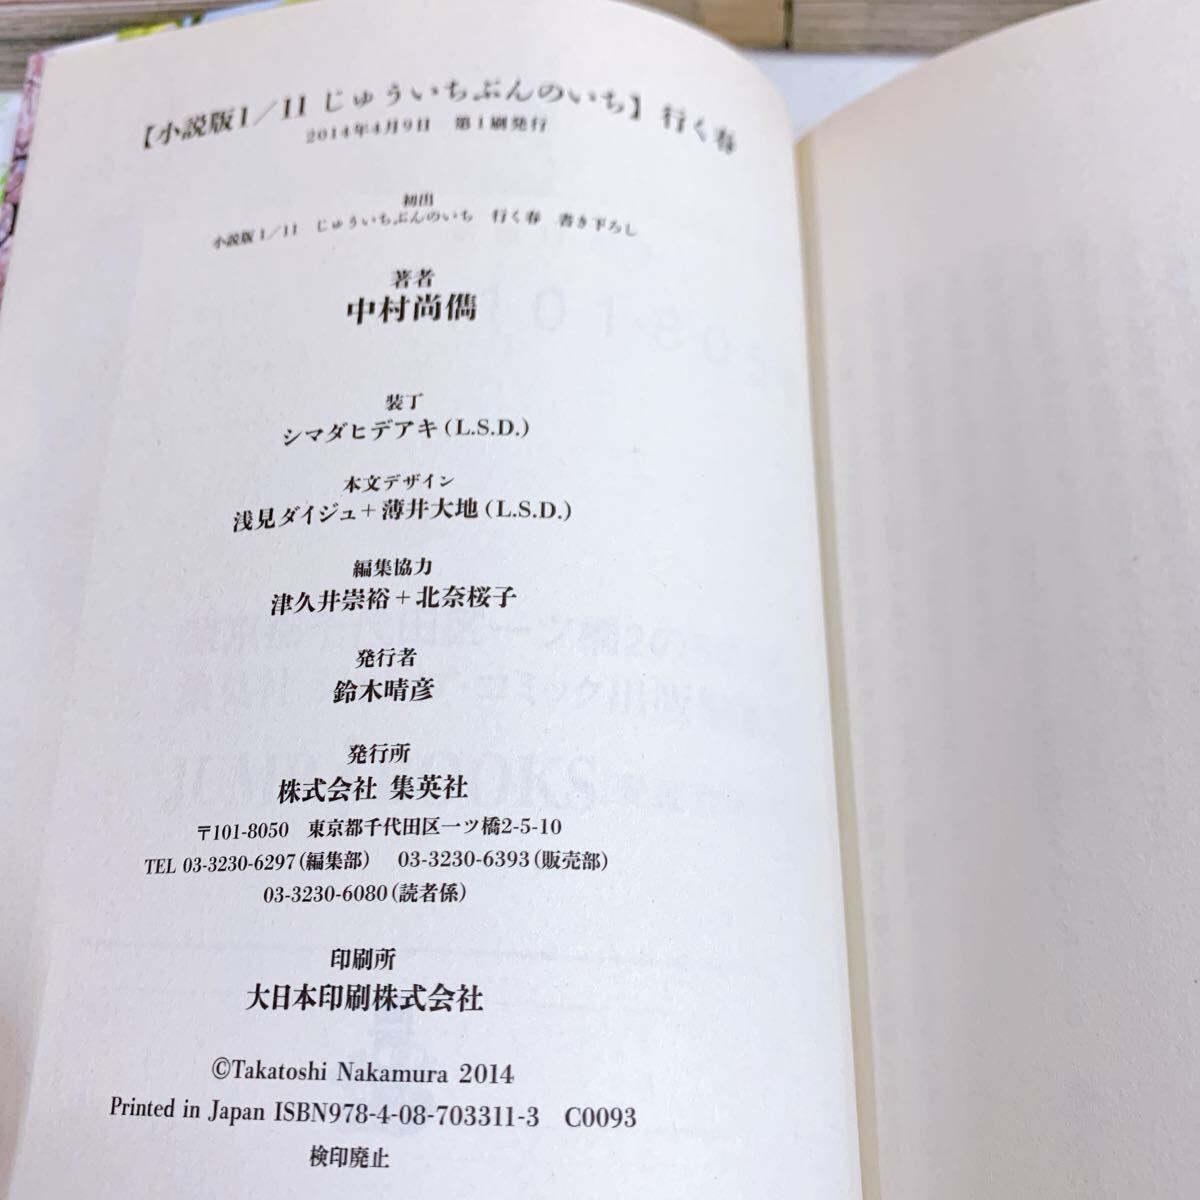 【小説版1／11 じゅういちぶんのいち】 行く春
2014年4月9日　第1刷発行
初出
小説版1／11　じゅういちぶんのいち　行く春　書き下ろし
著者
中村尚儁
装丁
シマダヒデアキ(L.S.D.)
本文デザイン
浅見ダイジュ＋薄井大地(L.S.D.)
編集協力
津久井崇裕＋北奈桜子
発行者
鈴木晴彦
発行所
株式会社 集英社
〒101-8050　東京都千代田区一ツ橋2-5-10
TEL 03-3230-6297(編集部)　03-3230-6393(販売部)
03-3230-6080(読者係)
印刷所
大日本印刷株式会社
©Takatoshi Nakamura 2014
Printed in Japan ISBN978-4-08-703311-3　C0093
検印廃止